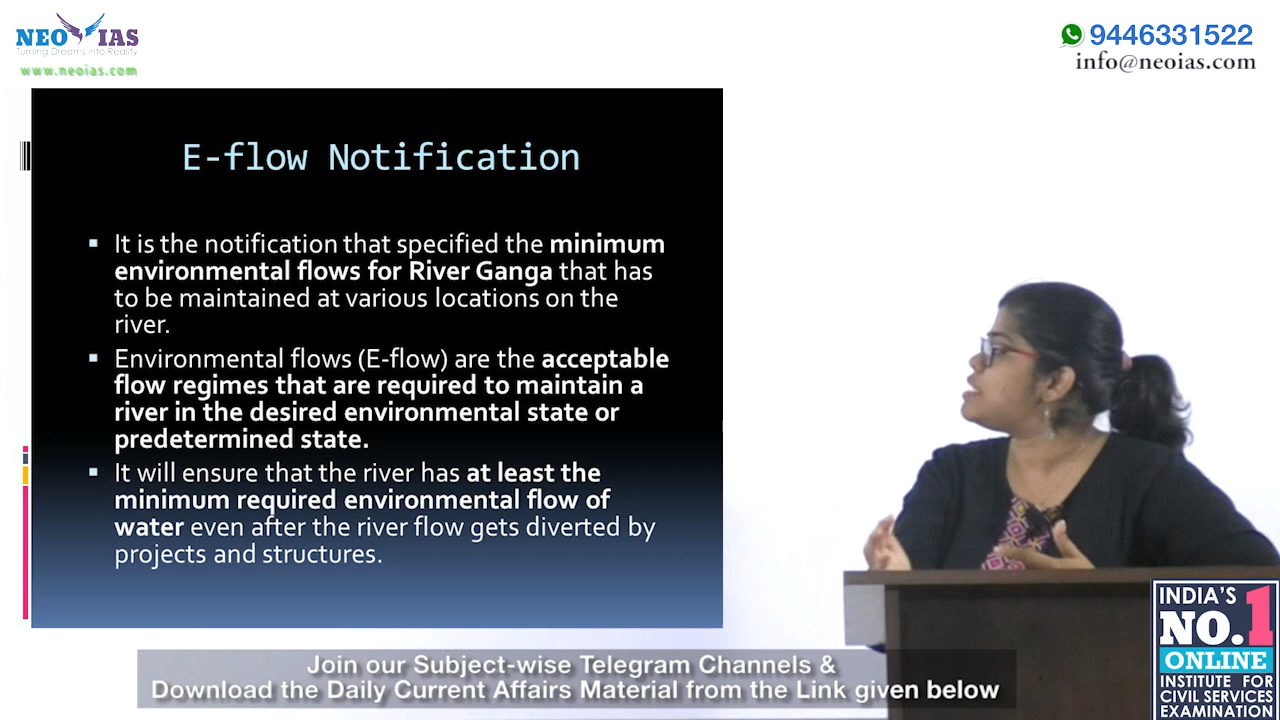 NEO IAS
Turning Dreams into Reality
www.neoias.com
9446331522
info@neoias.com
E-flow Notification
▪ It is the notification that specified the minimum
environmental flows for River Ganga that has
to be maintained at various locations on the
river.
▪ Environmental flows (E-flow) are the acceptable
flow regimes that are required to maintain a
river in the desired environmental state or
predetermined state.
▪ It will ensure that the river has at least the
minimum required environmental flow of
water even after the river flow gets diverted by
projects and structures.
INDIA'S
NO.1
ONLINE
INSTITUTE FOR
CIVIL SERVICES
EXAMINATION
Join our Subject-wise Telegram Channels &
Download the Daily Current Affairs Material from the Link given below